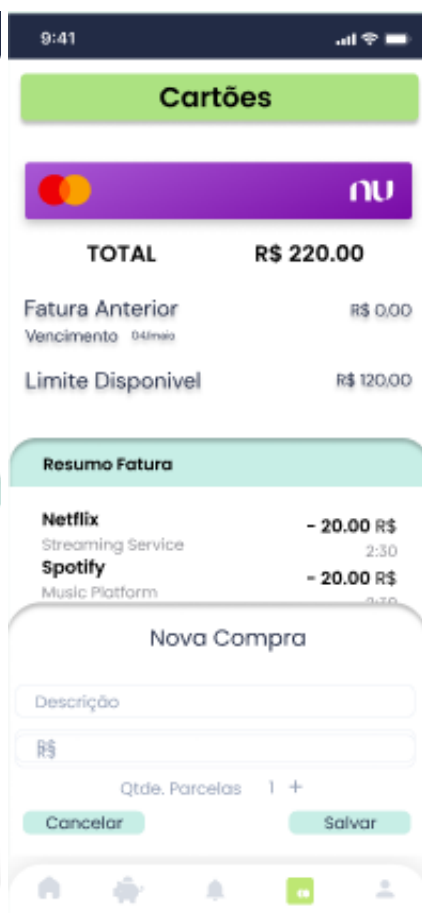 9:41
Cartões
nu
TOTAL R$ 220.00
Fatura Anterior R$ 0,00
Vencimento 04/maio
Limite Disponivel R$ 120,00
Resumo Fatura
Netflix - 20.00 R$
Streaming Service 2:30
Spotify - 20.00 R$
Music Platform 2:30
Nova Compra
Descrição
R$
Qtde. Parcelas 1 +
Cancelar Salvar